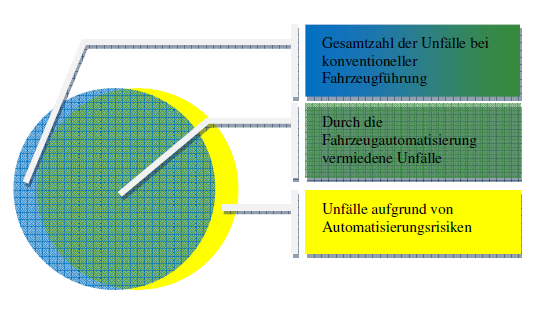 Gesamtzahl der Unfälle bei
konventioneller
Fahrzeugführung
Durch die
Fahrzeugautomatisierung
vermiedene Unfälle
Unfälle aufgrund von
Automatisierungsrisiken